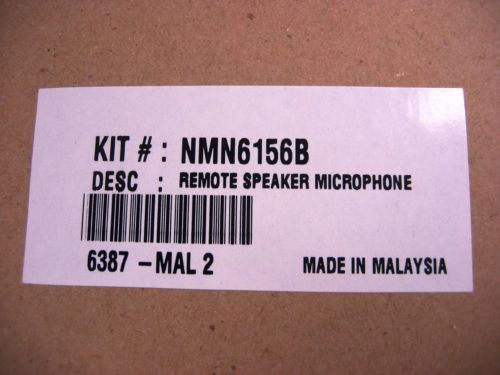 KIT # : NMN6156B
DESC : REMOTE SPEAKER MICROPHONE
6387 -MAL 2 MADE IN MALAYSIA